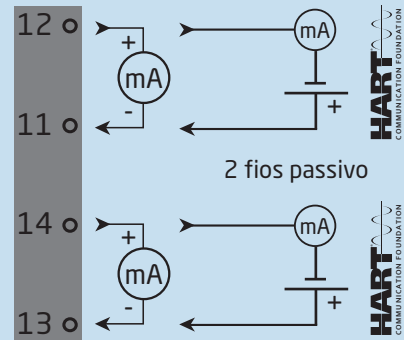 12
+
mA
-
11
mA
+
HART
COMMUNICATION FOUNDATION
2 fios passivo
14
+
mA
-
13
mA
+
HART
COMMUNICATION FOUNDATION